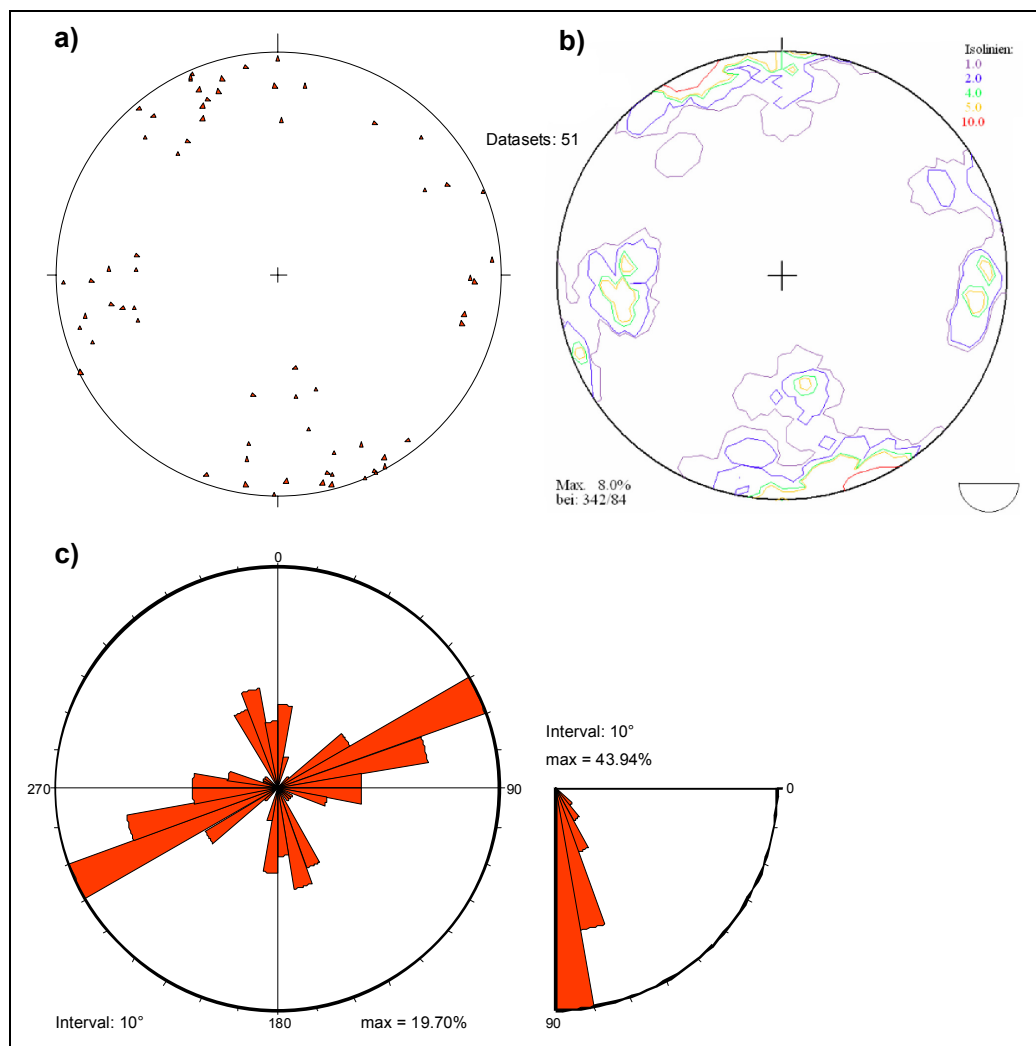 a)
b)
Isolinien:
1.0
2.0
4.0
5.0
10.0
Datasets: 51
Max. 8.0%
bei: 342/84
c)
0
270
90
180
Interval: 10°
max = 19.70%
Interval: 10°
max = 43.94%
0
90